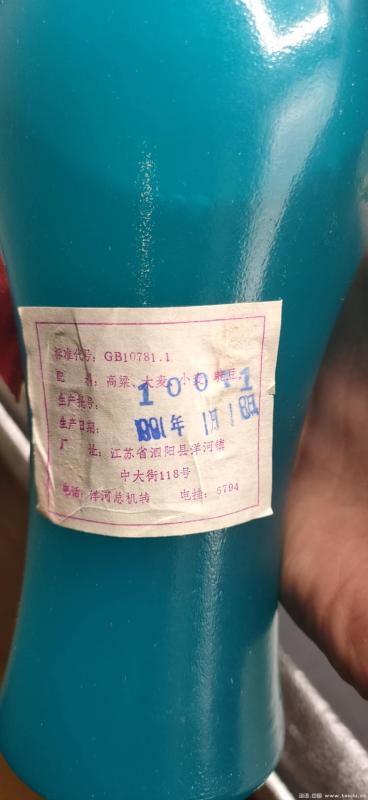 标准代号: GB10781.1
配 料: 高粱、大麦、小麦、豌豆
生产批号: 10011
生产日期: 1991年 1月 18日
厂 址: 江苏省泗阳县洋河镇
中大街118号
电话: 洋河总机转 电挂: 6794